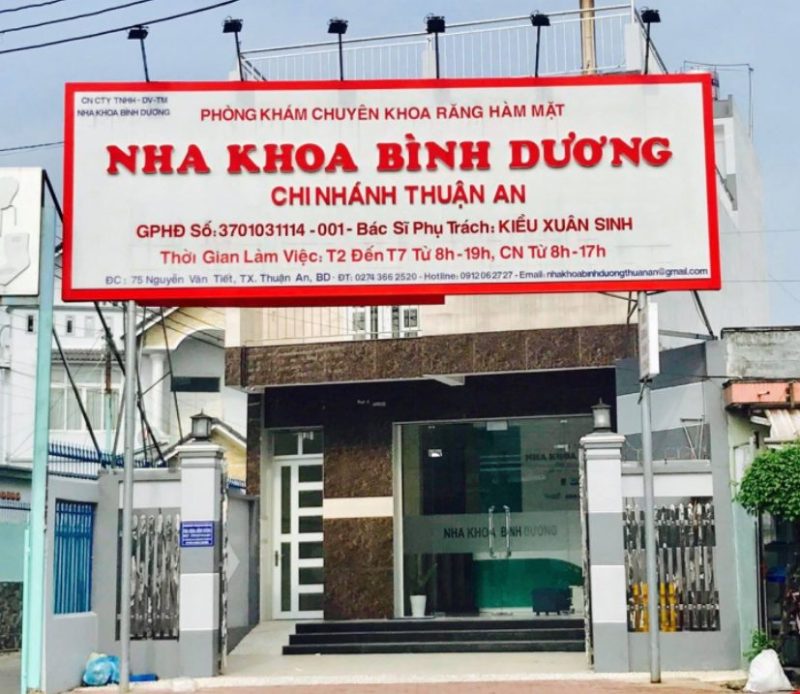 CN CTY TNHH - DV-TM
NHA KHOA BÌNH DƯƠNG
PHÒNG KHÁM CHUYÊN KHOA RĂNG HÀM MẶT
NHA KHOA BÌNH DƯƠNG
CHI NHÁNH THUẬN AN
GPHĐ Số: 3701031114 - 001 - Bác Sĩ Phụ Trách: KIỀU XUÂN SINH
Thời Gian Làm Việc: T2 Đến T7 Từ 8h -19h, CN Từ 8h -17h
ĐC : 75 Nguyễn Văn Tiết, TX. Thuận An, BD - ĐT: 0274 366 2520 - Hotline: 0912 062727 - Email: nhakhoabinhduongthuanan@gmail.com
NHA KHOA
NHA KHOA BÌNH DƯƠNG